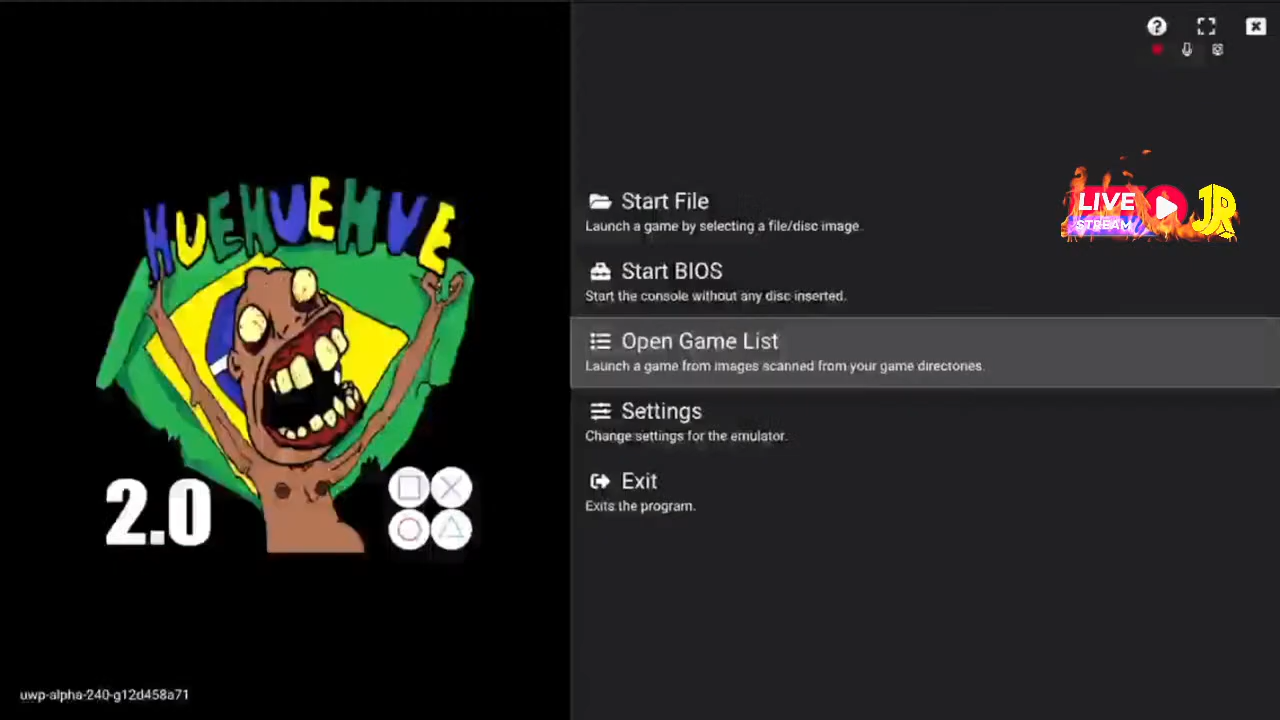 HUEHUEHUE
2.0
uwp-alpha-240-g12d458a71
Start File
Launch a game by selecting a file/disc image.
Start BIOS
Start the console without any disc inserted.
Open Game List
Launch a game from images scanned from your game directories.
Settings
Change settings for the emulator.
Exit
Exits the program.
LIVE
STREAM
JR